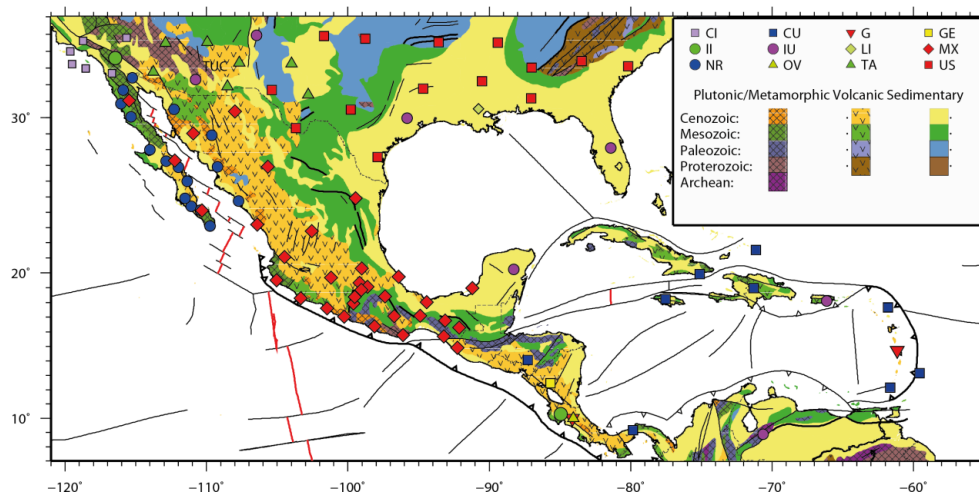 CI CU G GE
II IU LI MX
NR OV TA US
Plutonic/Metamorphic Volcanic Sedimentary
Cenozoic:
Mesozoic:
Paleozoic:
Proterozoic:
Archean:
TUC
30°
20°
10°
−120° −110° −100° −90° −80° −70° −60°